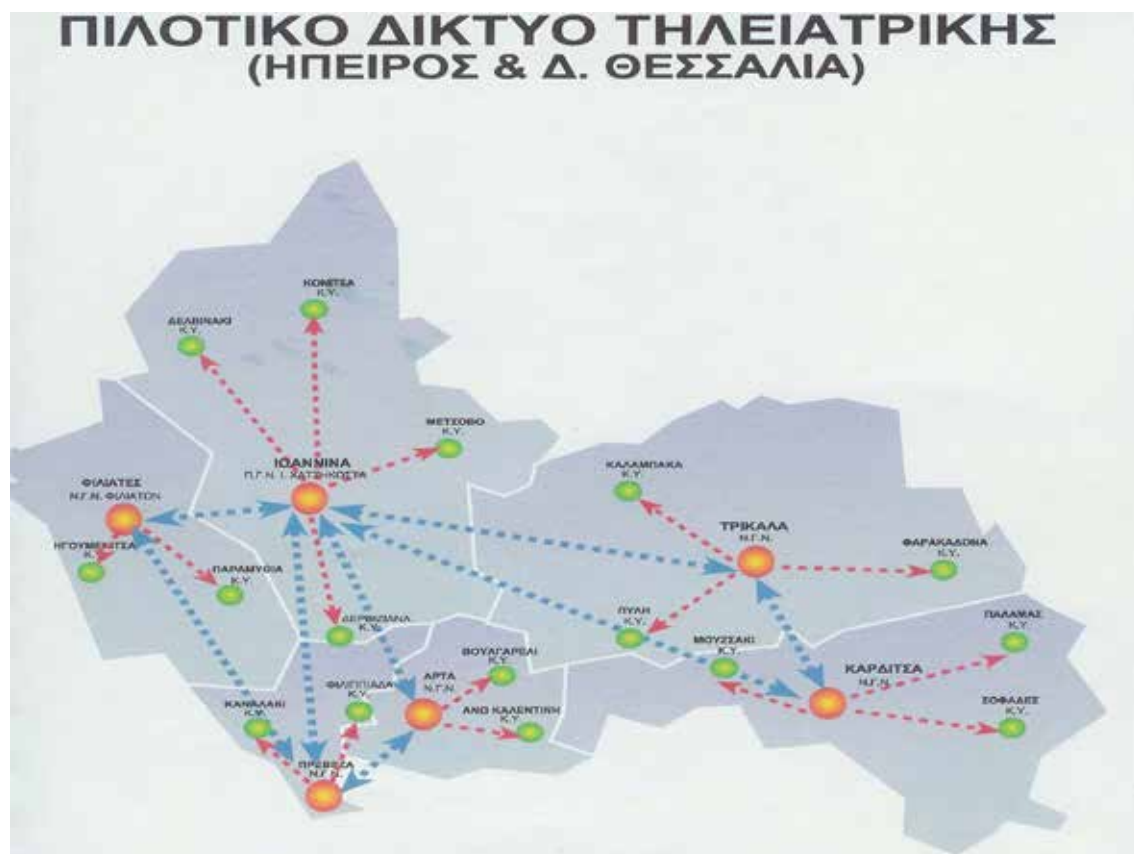 ΠΙΛΟΤΙΚΟ ΔΙΚΤΥΟ ΤΗΛΕΙΑΤΡΙΚΗΣ
(ΗΠΕΙΡΟΣ & Δ. ΘΕΣΣΑΛΙΑ)
ΚΟΝΙΤΣΑ
Κ.Υ.
ΔΕΛΒΙΝΑΚΙ
Κ.Υ.
ΜΕΤΣΟΒΟ
Κ.Υ.
ΙΩΑΝΝΙΝΑ
Π.Γ.Ν. Ι. ΧΑΤΖΗΚΩΣΤΑ
ΚΑΛΑΜΠΑΚΑ
Κ.Υ.
ΦΙΛΙΑΤΕΣ
Ν.Γ.Ν. ΦΙΛΙΑΤΩΝ
ΤΡΙΚΑΛΑ
Ν.Γ.Ν.
ΦΑΡΚΑΔΟΝΑ
Κ.Υ.
ΗΓΟΥΜΕΝΙΤΣΑ
ΠΑΡΑΜΥΘΙΑ
Κ.Υ.
ΠΥΛΗ
Κ.Υ.
ΠΑΛΑΜΑΣ
Κ.Υ.
Κ.Υ.
ΜΟΥΖΑΚΙ
Κ.Υ.
ΒΟΥΛΓΑΡΕΛΙ
Κ.Υ.
ΚΑΡΔΙΤΣΑ
Ν.Γ.Ν.
ΑΡΤΑ
Ν.Γ.Ν.
ΦΙΛΙΠΠΙΑΔΑ
Κ.Υ.
ΚΑΝΑΛΑΚΙ
Κ.Υ.
ΑΝΩ ΚΑΛΕΝΤΙΝΗ
Κ.Υ.
ΣΟΦΑΔΕΣ
Κ.Υ.
ΠΡΕΒΕΖΑ
Ν.Γ.Ν.